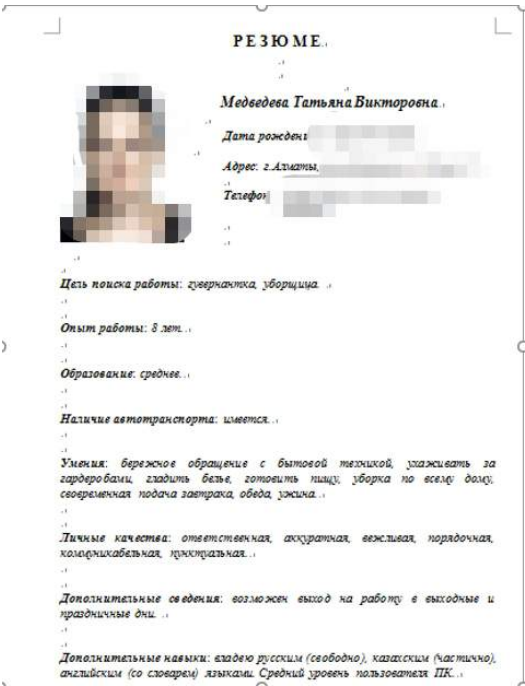 РЕЗЮМЕ
Медведева Татьяна Викторовна
Дата рождени
Адрес: г.Алматы,
Телефон
Цель поиска работы: гувернантка, уборщица.
Опыт работы: 8 лет.
Образование: среднее.
Наличие автотранспорта: имеется.
Умения: бережное обращение с бытовой техникой, ухаживать за
гардеробами, гладить белье, готовить пищу, уборка по всему дому,
своевременная подача завтрака, обеда, ужина.
Личные качества: ответственная, аккуратная, вежливая, порядочная,
коммуникабельная, пунктуальная.
Дополнительные сведения: возможен выход на работу в выходные и
праздничные дни.
Дополнительные навыки: владею русским (свободно), казахским (частично),
английским (со словарем) языками. Средний уровень пользователя ПК.